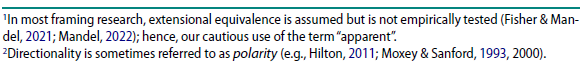 ¹In most framing research, extensional equivalence is assumed but is not empirically tested (Fisher & Man-
del, 2021; Mandel, 2022); hence, our cautious use of the term “apparent”.
²Directionality is sometimes referred to as polarity (e.g., Hilton, 2011; Moxey & Sanford, 1993, 2000).